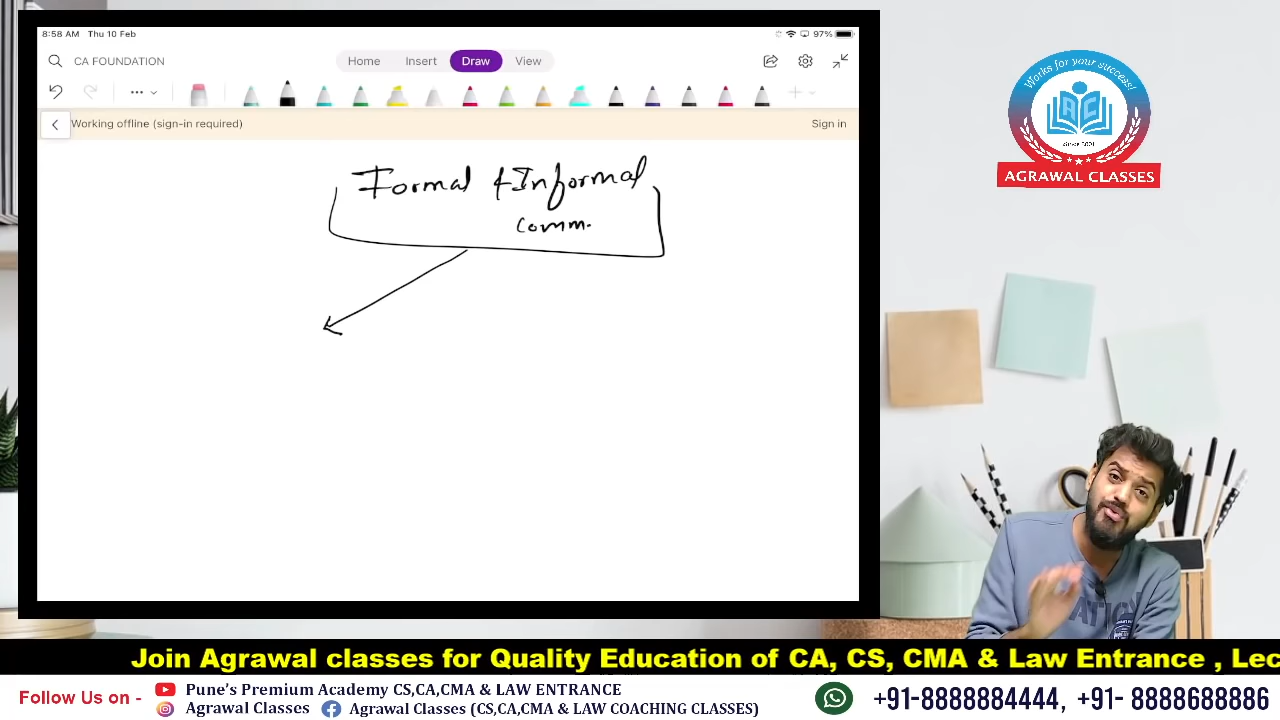 8:58 AM Thu 10 Feb
97%
CA FOUNDATION
Home Insert Draw View
Working offline (sign-in required)
Sign in
Formal & Informal
Comm.
Works for your success!
AC
Since 2001
AGRAWAL CLASSES
Join Agrawal classes for Quality Education of CA, CS, CMA & Law Entrance , Lec
Follow Us on -
Pune's Premium Academy CS,CA,CMA & LAW ENTRANCE
Agrawal Classes
Agrawal Classes (CS,CA,CMA & LAW COACHING CLASSES)
+91-8888884444, +91- 8888688886